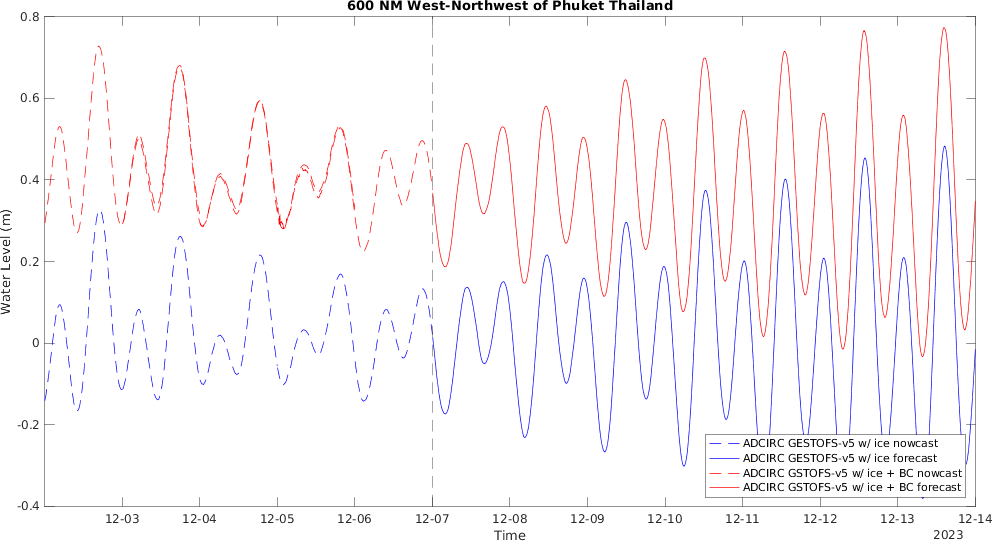 600 NM West-Northwest of Phuket Thailand
0.8
0.6
0.4
0.2
0
-0.2
-0.4
Water Level (m)
ADCIRC GESTOFS-v5 w/ ice nowcast
ADCIRC GESTOFS-v5 w/ ice forecast
ADCIRC GSTOFS-v5 w/ ice + BC nowcast
ADCIRC GSTOFS-v5 w/ ice + BC forecast
12-03 12-04 12-05 12-06 12-07 12-08 12-09 12-10 12-11 12-12 12-13 12-14
Time
2023